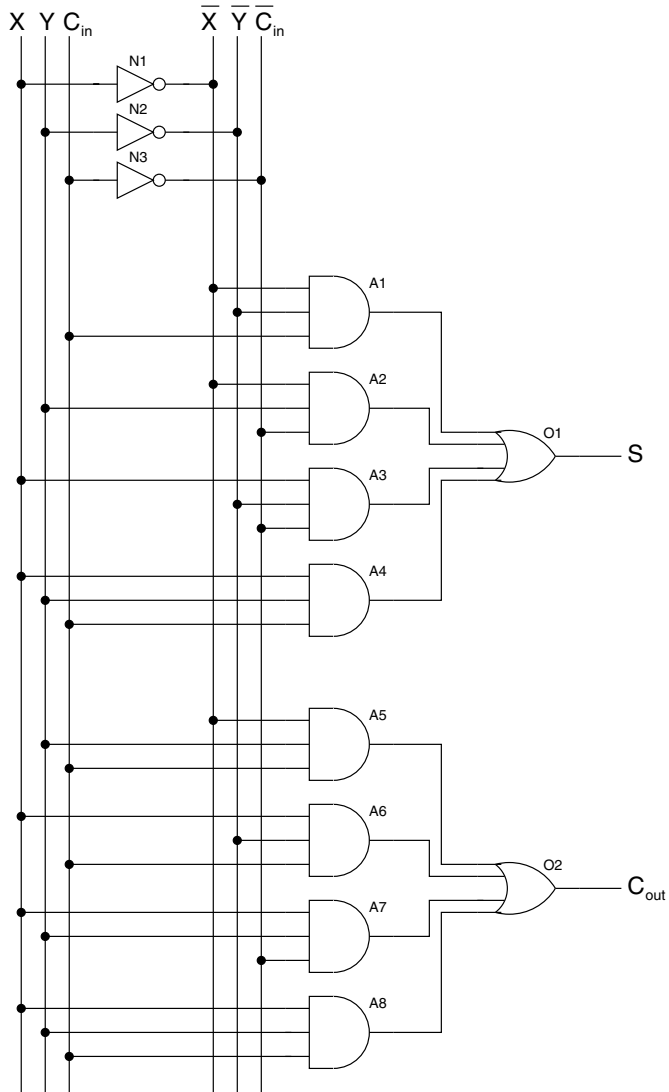 X Y C_in X̅ Y̅ C̅_in
N1
N2
N3
A1
A2
O1
S
A3
A4
A5
A6
O2
C_out
A7
A8